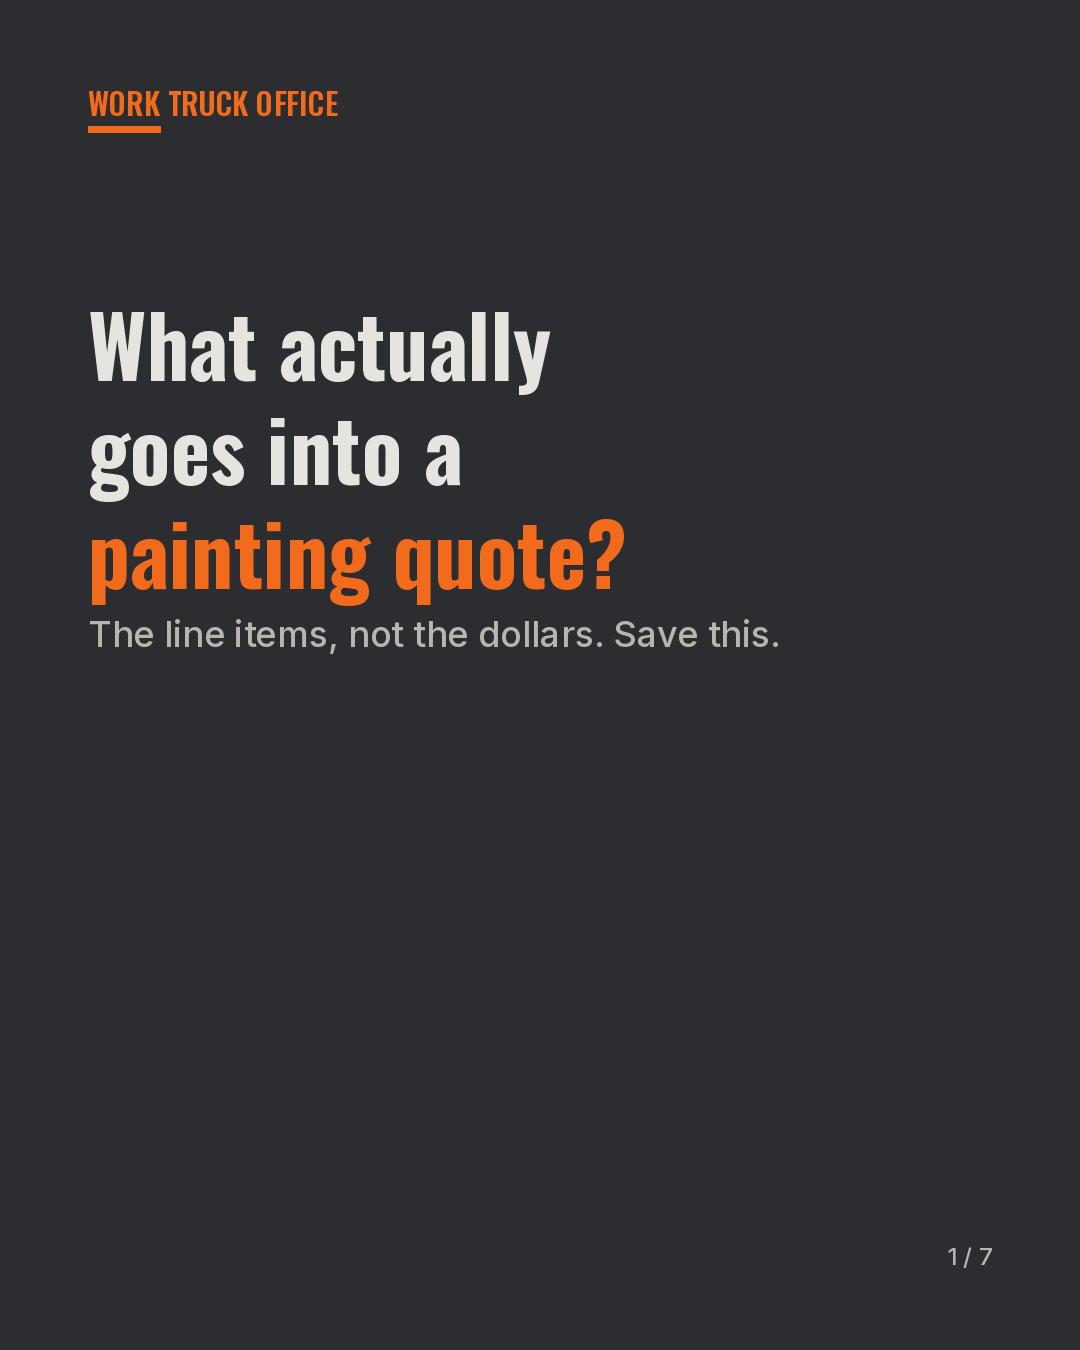 WORK TRUCK OFFICE
What actually
goes into a
painting quote?
The line items, not the dollars. Save this.
1 / 7